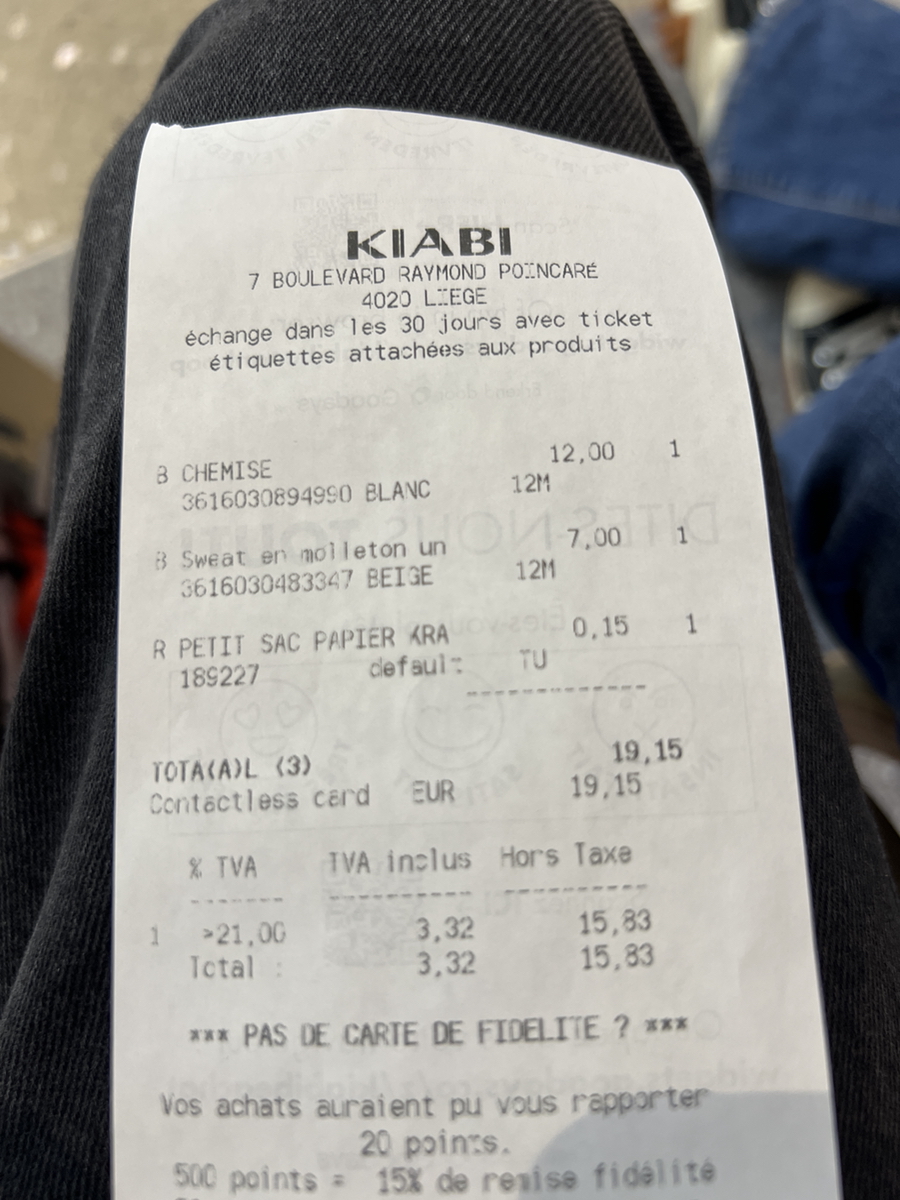 KIABI
7 BOULEVARD RAYMOND POINCARÉ
4020 LIEGE
échange dans les 30 jours avec ticket
étiquettes attachées aux produits
B CHEMISE 12,00 1
3616030894990 BLANC 12M
B Sweat en molleton un 7,00 1
3616030483347 BEIGE 12M
R PETIT SAC PAPIER KRA 0,15 1
189227 default TU
--------------
TOTA(A)L (3) 19,15
Contactless card EUR 19,15
% TVA TVA inclus Hors Taxe
------- ----------- -----------
1 >21,00 3,32 15,83
Total : 3,32 15,83
*** PAS DE CARTE DE FIDELITE ? ***
Vos achats auraient pu vous rapporter
20 points.
500 points = 15% de remise fidélité